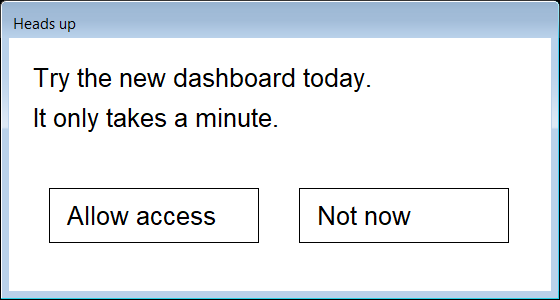 Heads up
Try the new dashboard today.
It only takes a minute.
Allow access
Not now